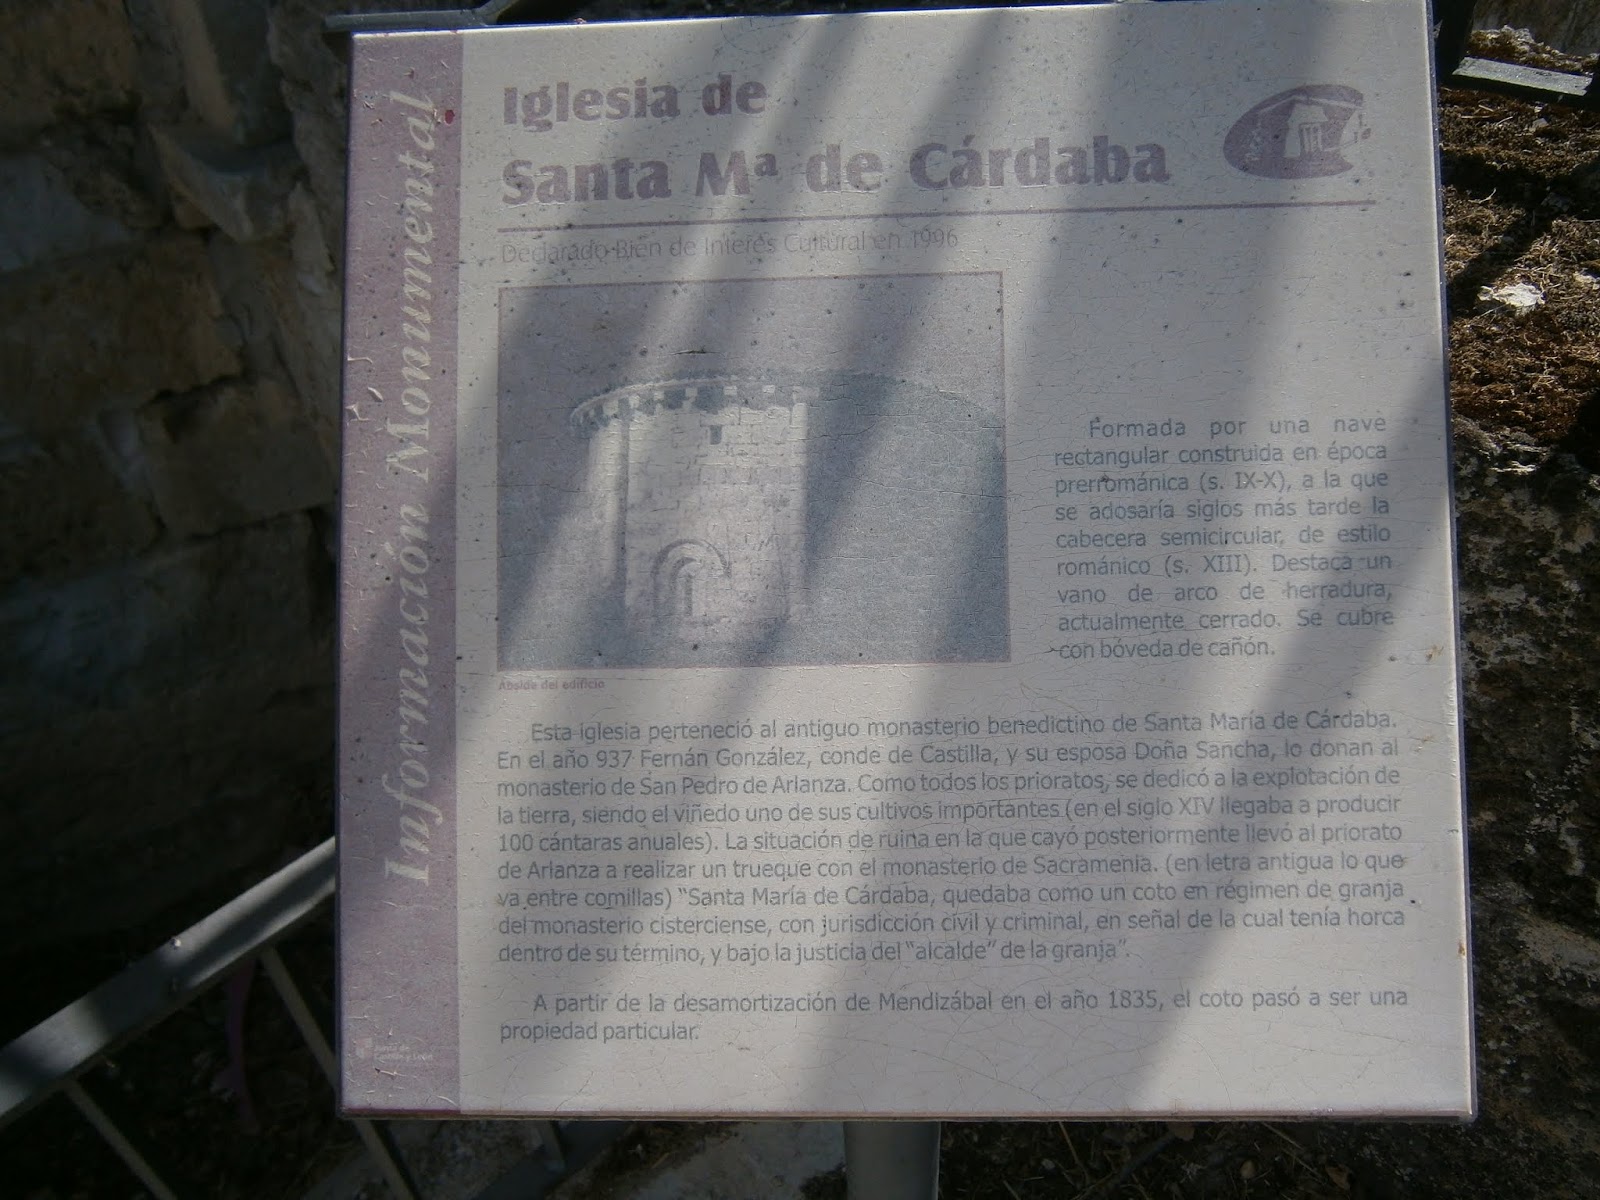 Información Monumental
Iglesia de
Santa Mª de Cárdaba
Declarado Bien de Interés Cultural en 1996
Formada por una nave
rectangular construida en época
prerrománica (s. IX-X), a la que
se adosaría siglos más tarde la
cabecera semicircular, de estilo
románico (s. XIII). Destaca un
vano de arco de herradura,
actualmente cerrado. Se cubre
con bóveda de cañón.
Ábside del edificio
Esta iglesia perteneció al antiguo monasterio benedictino de Santa María de Cárdaba.
En el año 937 Fernán González, conde de Castilla, y su esposa Doña Sancha, lo donan al
monasterio de San Pedro de Arlanza. Como todos los prioratos, se dedicó a la explotación de
la tierra, siendo el viñedo uno de sus cultivos importantes (en el siglo XIV llegaba a producir
100 cántaras anuales). La situación de ruina en la que cayó posteriormente llevó al priorato
de Arlanza a realizar un trueque con el monasterio de Sacramenia. (en letra antigua lo que
va entre comillas) “Santa María de Cárdaba, quedaba como un coto en régimen de granja
del monasterio cisterciense, con jurisdicción civil y criminal, en señal de la cual tenía horca
dentro de su término, y bajo la justicia del “alcalde” de la granja”.
A partir de la desamortización de Mendizábal en el año 1835, el coto pasó a ser una
propiedad particular.
Junta de
Castilla y León